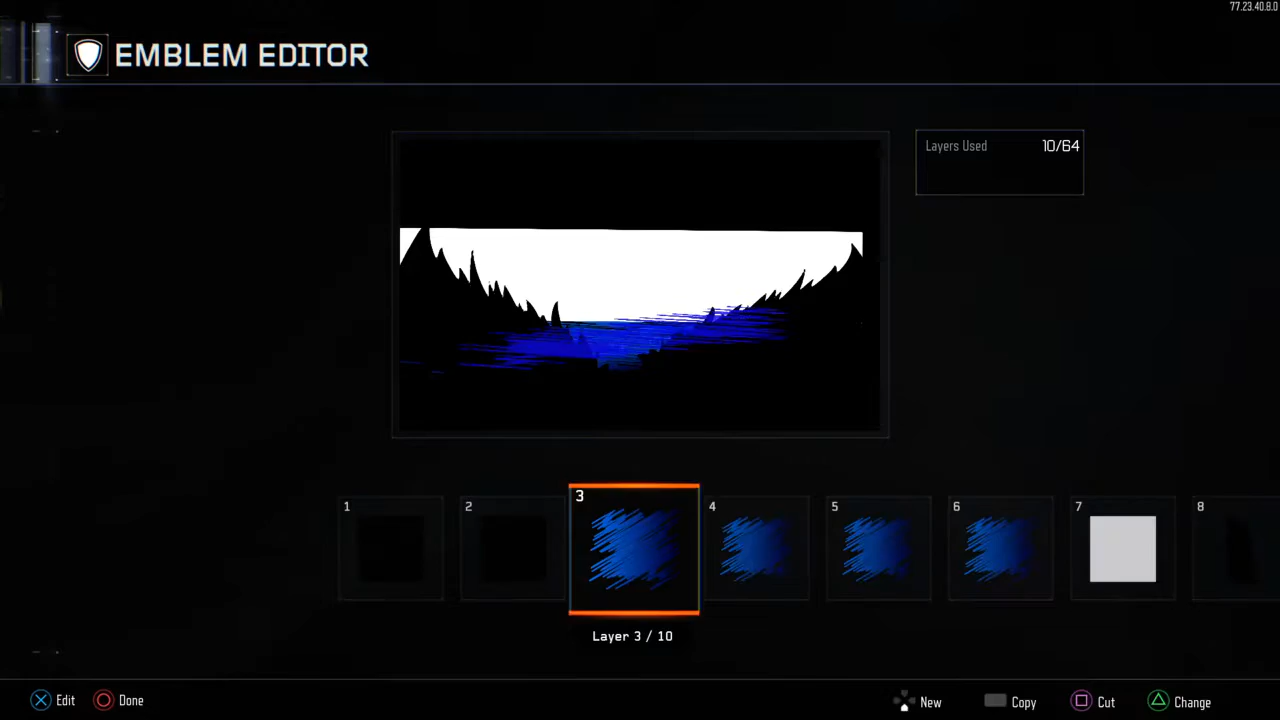 77.23.40.8.0
EMBLEM EDITOR
Layers Used 10/64
1 2 3 4 5 6 7 8
Layer 3 / 10
Edit Done New Copy Cut Change